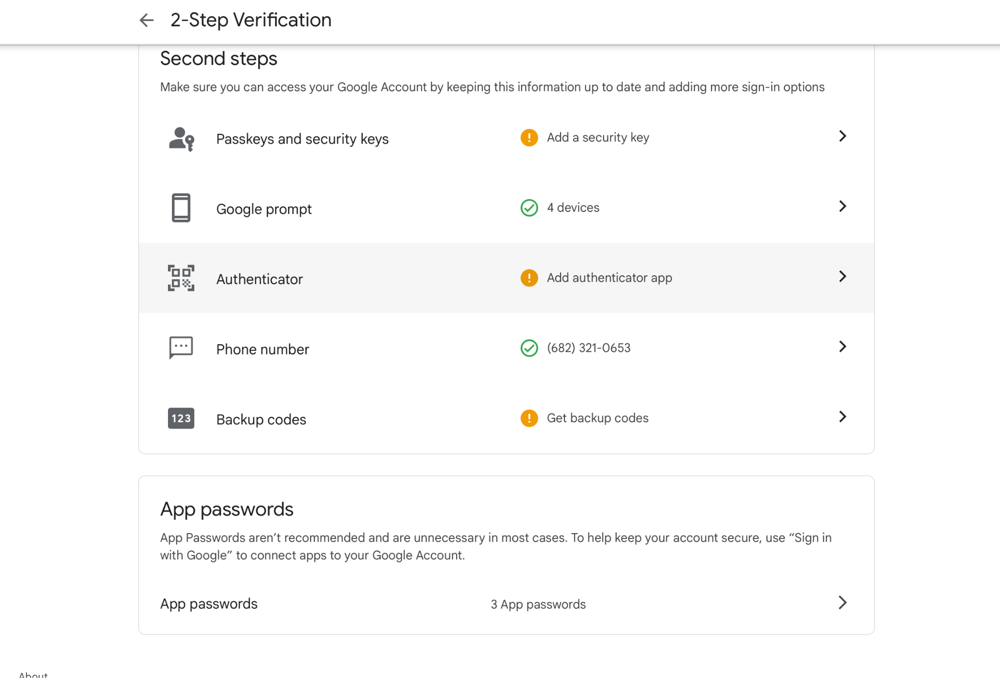 2-Step Verification
Second steps
Make sure you can access your Google Account by keeping this information up to date and adding more sign-in options
Passkeys and security keys
! Add a security key
Google prompt
4 devices
Authenticator
! Add authenticator app
Phone number
(682) 321-0653
123 Backup codes
! Get backup codes
App passwords
App Passwords aren’t recommended and are unnecessary in most cases. To help keep your account secure, use “Sign in
with Google” to connect apps to your Google Account.
App passwords
3 App passwords
About